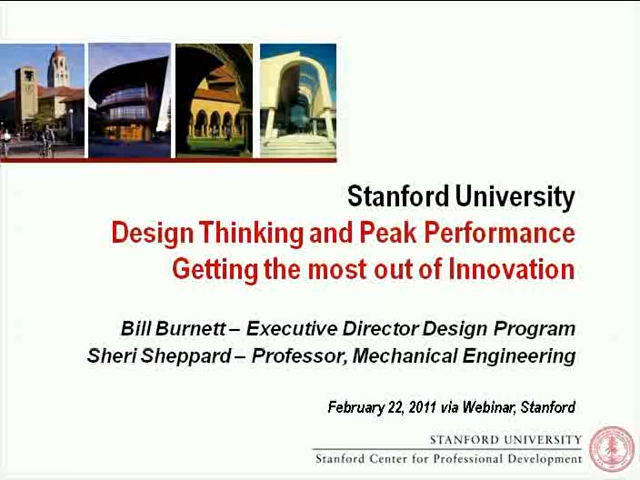 Stanford University
Design Thinking and Peak Performance
Getting the most out of Innovation
Bill Burnett – Executive Director Design Program
Sheri Sheppard – Professor, Mechanical Engineering
February 22, 2011 via Webinar, Stanford
STANFORD UNIVERSITY
Stanford Center for Professional Development